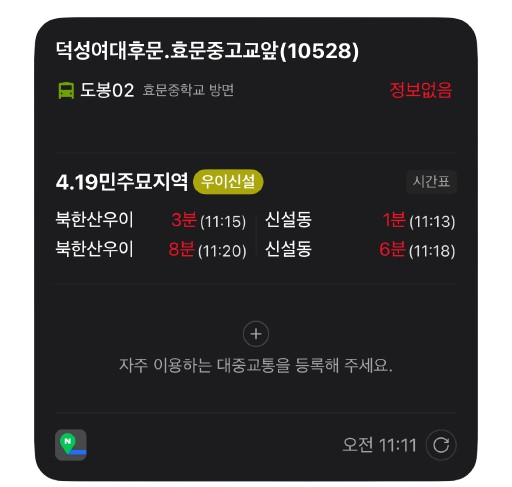 덕성여대후문.효문중고교앞(10528)
도봉02 효문중학교 방면 정보없음
4.19민주묘지역 우이신설 시간표
북한산우이 3분(11:15) 신설동 1분(11:13)
북한산우이 8분(11:20) 신설동 6분(11:18)
자주 이용하는 대중교통을 등록해 주세요.
N 오전 11:11